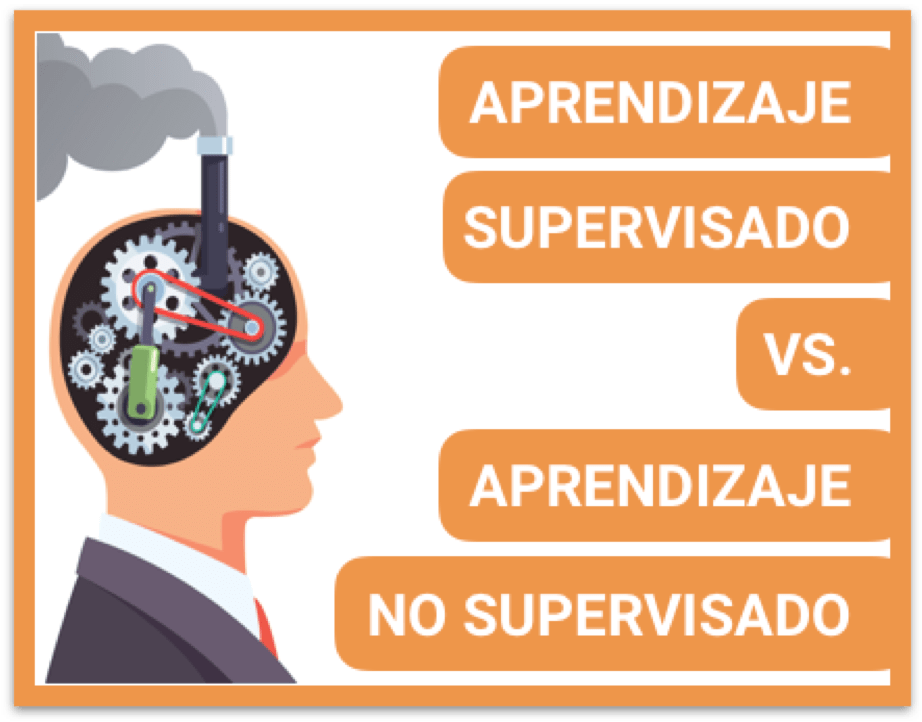 APRENDIZAJE
SUPERVISADO
VS.
APRENDIZAJE
NO SUPERVISADO